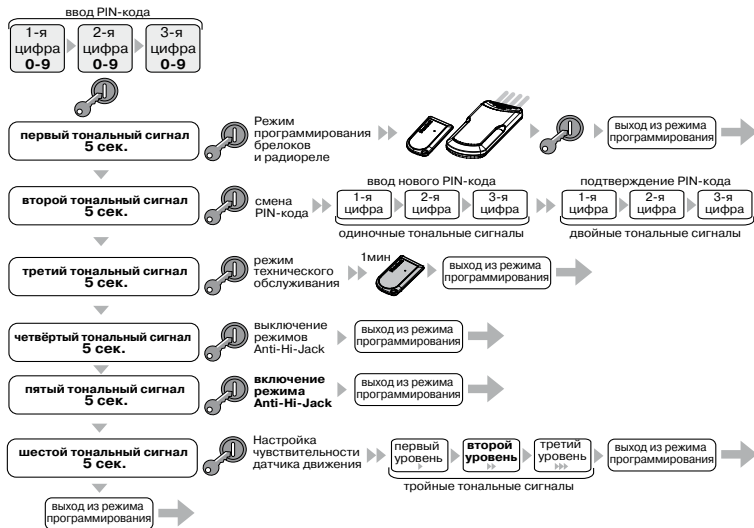 ввод PIN-кода
1-я
цифра
0-9
2-я
цифра
0-9
3-я
цифра
0-9
первый тональный сигнал
5 сек.
Режим
программирования
брелоков
и радиореле
выход из режима
программирования
второй тональный сигнал
5 сек.
смена
PIN-кода
ввод нового PIN-кода
1-я
цифра
2-я
цифра
3-я
цифра
одиночные тональные сигналы
подтверждение PIN-кода
1-я
цифра
2-я
цифра
3-я
цифра
двойные тональные сигналы
третий тональный сигнал
5 сек.
режим
технического
обслуживания
1мин
выход из режима
программирования
четвёртый тональный сигнал
5 сек.
выключение
режимов
Anti-Hi-Jack
выход из режима
программирования
пятый тональный сигнал
5 сек.
включение
режима
Anti-Hi-Jack
выход из режима
программирования
шестой тональный сигнал
5 сек.
Настройка
чувствительности
датчика движения
первый
уровень
второй
уровень
третий
уровень
тройные тональные сигналы
выход из режима
программирования
выход из режима
программирования